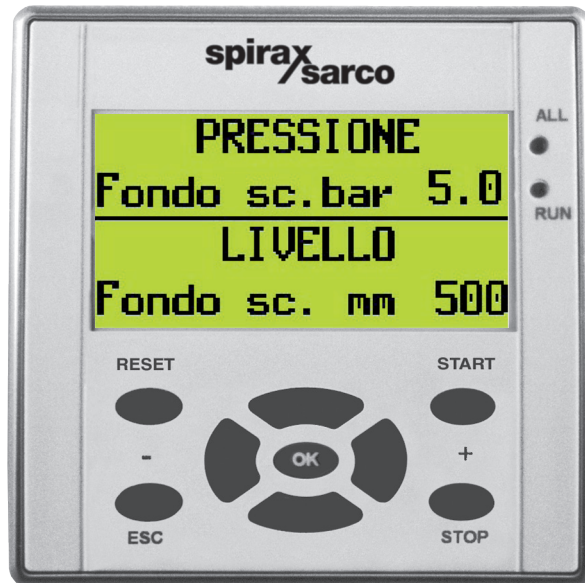 spirax
sarco
ALL
RUN
PRESSIONE
Fondo sc.bar 5.0
LIVELLO
Fondo sc. mm 500
RESET
START
-
OK
+
ESC
STOP